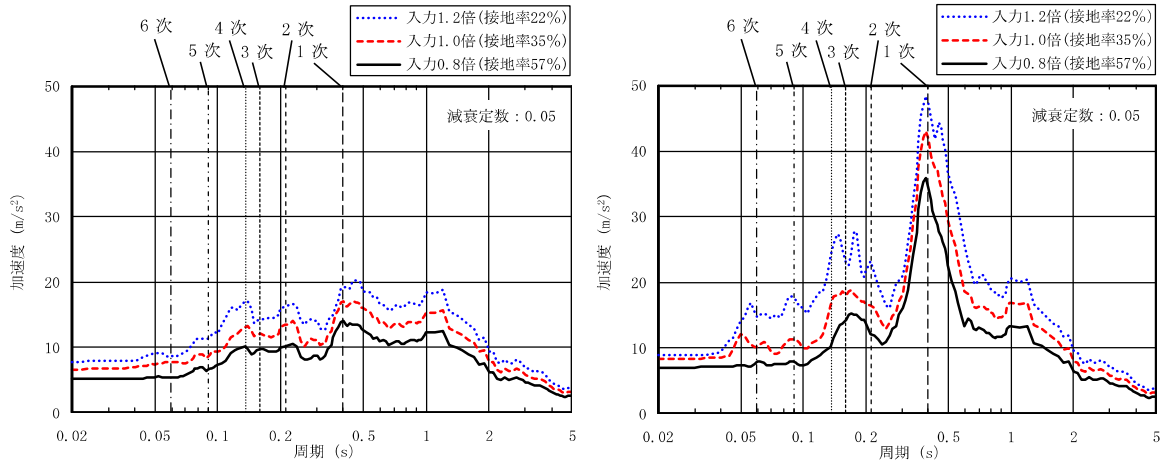 入力1.2倍(接地率22%)
入力1.0倍(接地率35%)
入力0.8倍(接地率57%)
6 次
5 次
4 次
3 次
2 次
1 次
減衰定数：0.05
50
40
30
20
10
0
加速度 (m/s²)
0.02
0.05
0.1
0.2
0.5
1
2
5
周期 (s)
入力1.2倍(接地率22%)
入力1.0倍(接地率35%)
入力0.8倍(接地率57%)
6 次
5 次
4 次
3 次
2 次
1 次
減衰定数：0.05
50
40
30
20
10
0
加速度 (m/s²)
0.02
0.05
0.1
0.2
0.5
1
2
5
周期 (s)